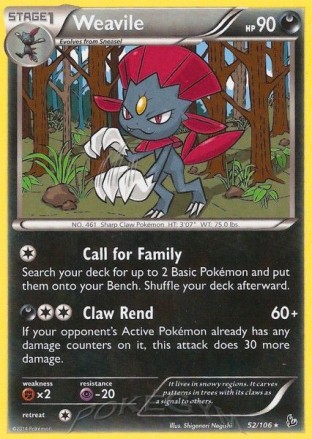 STAGE1
Weavile
HP 90
Evolves from Sneasel
NO. 461 Sharp Claw Pokémon HT: 3'07" WT: 75.0 lbs.
Call for Family
Search your deck for up to 2 Basic Pokémon and put
them onto your Bench. Shuffle your deck afterward.
Claw Rend 60+
If your opponent's Active Pokémon already has any
damage counters on it, this attack does 30 more
damage.
weakness
×2
resistance
-20
retreat
It lives in snowy regions. It carves
patterns in trees with its claws
as a signal to others.
Illus. Shigenori Negishi
52/106 ★
©2014 Pokémon